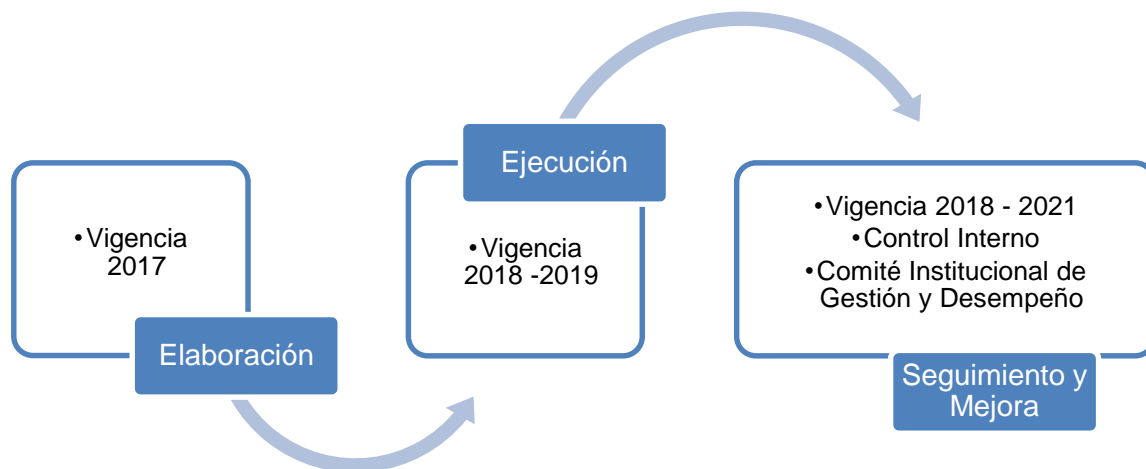 •Vigencia
2017
Elaboración
Ejecución
•Vigencia
2018 -2019
•Vigencia 2018 - 2021
•Control Interno
•Comité Institucional de
Gestión y Desempeño
Seguimiento y
Mejora